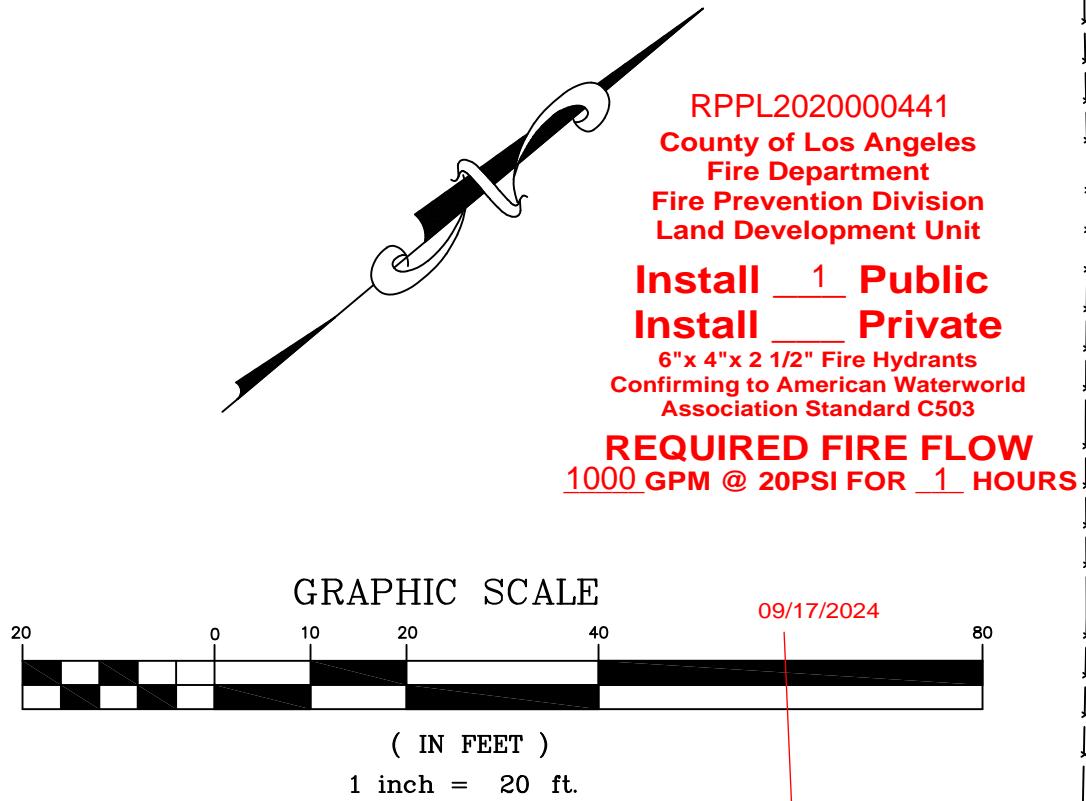 RPPL2020000441
County of Los Angeles
Fire Department
Fire Prevention Division
Land Development Unit
Install 1 Public
Install ___ Private
6"x 4"x 2 1/2" Fire Hydrants
Confirming to American Waterworld
Association Standard C503
REQUIRED FIRE FLOW
1000 GPM @ 20PSI FOR 1 HOURS
GRAPHIC SCALE
09/17/2024
20 0 10 20 40 80
( IN FEET )
1 inch = 20 ft.